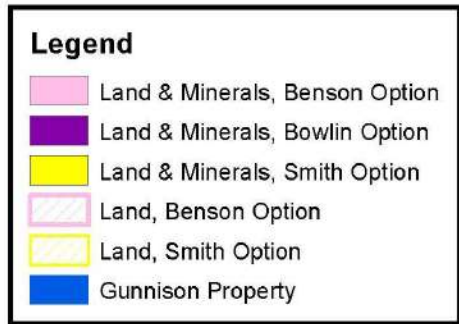 Legend
Land & Minerals, Benson Option
Land & Minerals, Bowlin Option
Land & Minerals, Smith Option
Land, Benson Option
Land, Smith Option
Gunnison Property